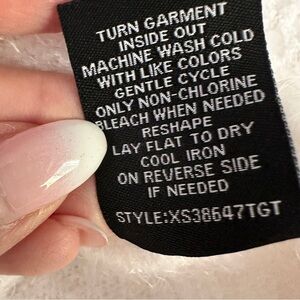 TURN GARMENT
INSIDE OUT
MACHINE WASH COLD
WITH LIKE COLORS
GENTLE CYCLE
ONLY NON-CHLORINE
BLEACH WHEN NEEDED
RESHAPE
LAY FLAT TO DRY
COOL IRON
ON REVERSE SIDE
IF NEEDED
STYLE:XS38647TGT